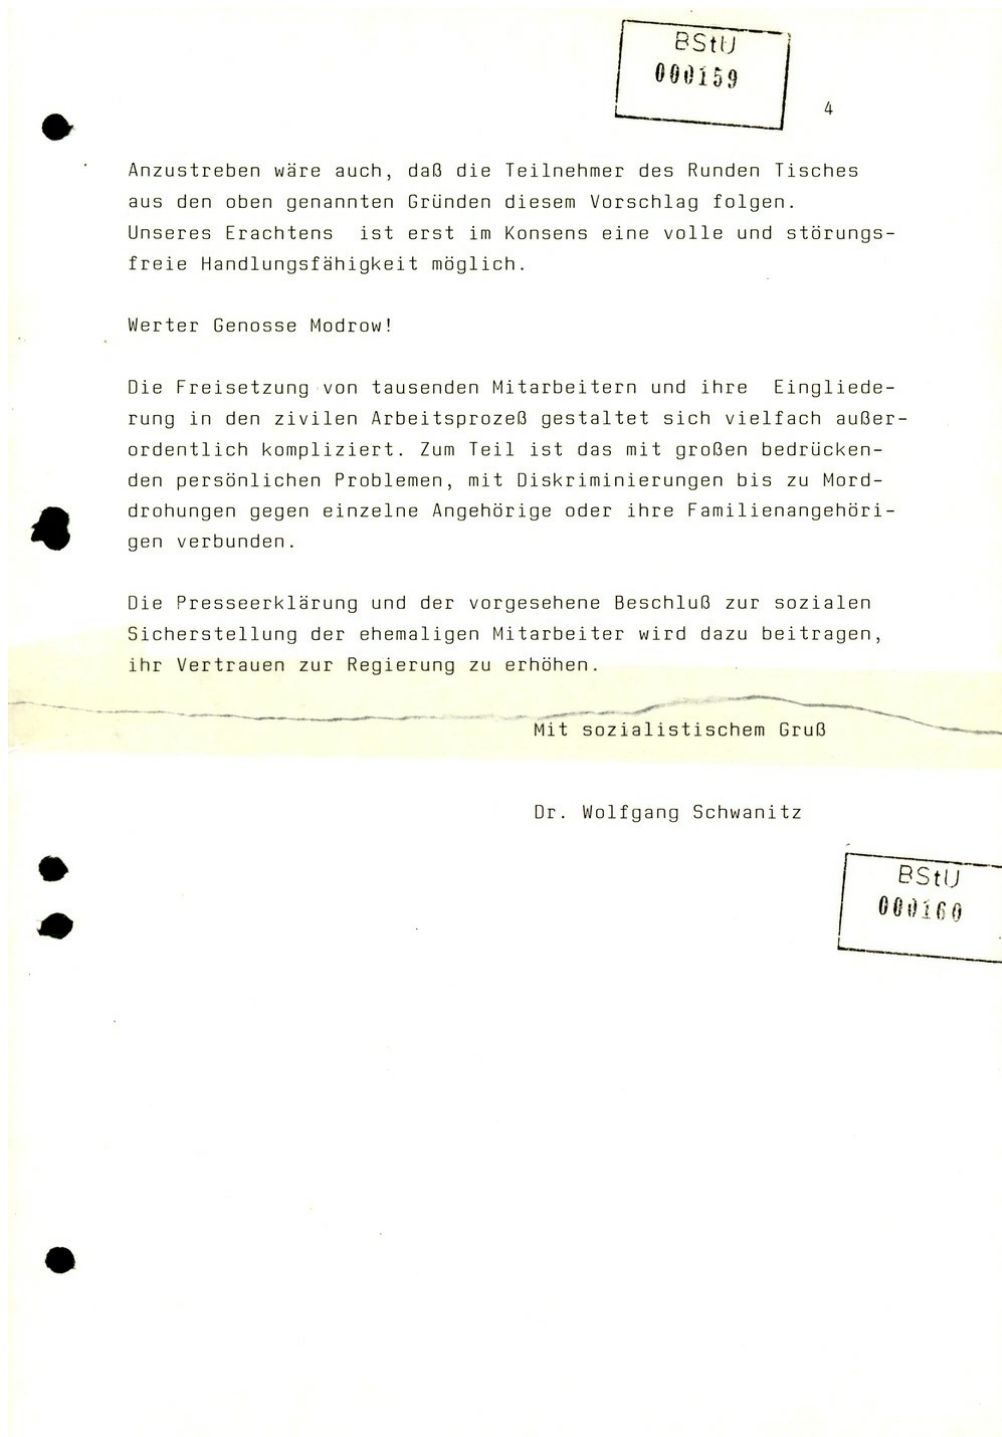 BStU
000159
4
Anzustreben wäre auch, daß die Teilnehmer des Runden Tisches
aus den oben genannten Gründen diesem Vorschlag folgen.
Unseres Erachtens  ist erst im Konsens eine volle und störungs-
freie Handlungsfähigkeit möglich.
Werter Genosse Modrow!
Die Freisetzung von tausenden Mitarbeitern und ihre  Eingliede-
rung in den zivilen Arbeitsprozeß gestaltet sich vielfach außer-
ordentlich kompliziert. Zum Teil ist das mit großen bedrücken-
den persönlichen Problemen, mit Diskriminierungen bis zu Mord-
drohungen gegen einzelne Angehörige oder ihre Familienangehöri-
gen verbunden.
Die Presseerklärung und der vorgesehene Beschluß zur sozialen
Sicherstellung der ehemaligen Mitarbeiter wird dazu beitragen,
ihr Vertrauen zur Regierung zu erhöhen.
Mit sozialistischem Gruß
Dr. Wolfgang Schwanitz
BStU
000160